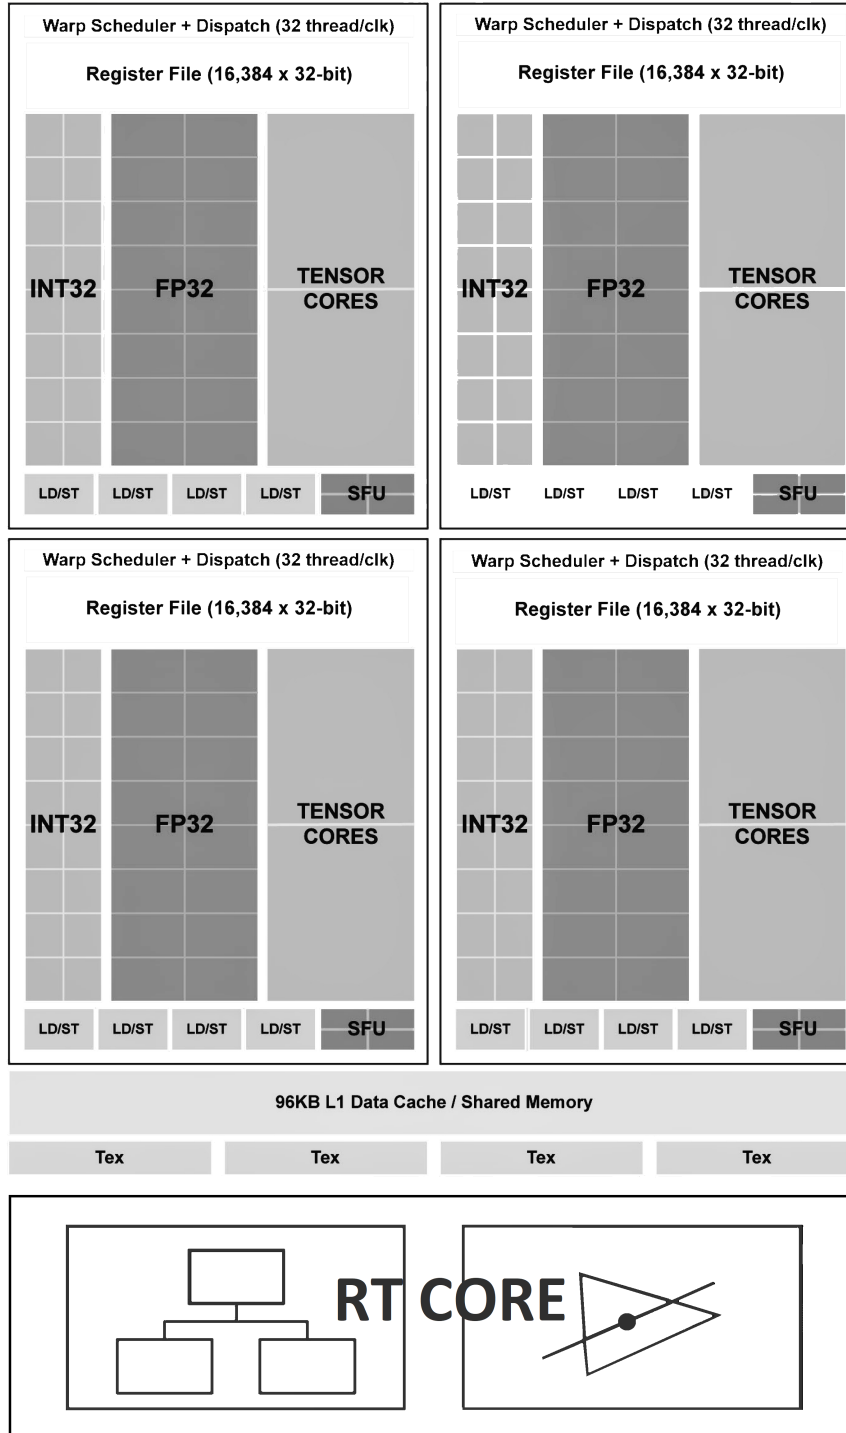 Warp Scheduler + Dispatch (32 thread/clk)
Register File (16,384 x 32-bit)
INT32
FP32
TENSOR
CORES
LD/ST LD/ST LD/ST LD/ST SFU
Warp Scheduler + Dispatch (32 thread/clk)
Register File (16,384 x 32-bit)
INT32
FP32
TENSOR
CORES
LD/ST LD/ST LD/ST LD/ST SFU
Warp Scheduler + Dispatch (32 thread/clk)
Register File (16,384 x 32-bit)
INT32
FP32
TENSOR
CORES
LD/ST LD/ST LD/ST LD/ST SFU
Warp Scheduler + Dispatch (32 thread/clk)
Register File (16,384 x 32-bit)
INT32
FP32
TENSOR
CORES
LD/ST LD/ST LD/ST LD/ST SFU
96KB L1 Data Cache / Shared Memory
Tex Tex Tex Tex
RT CORE